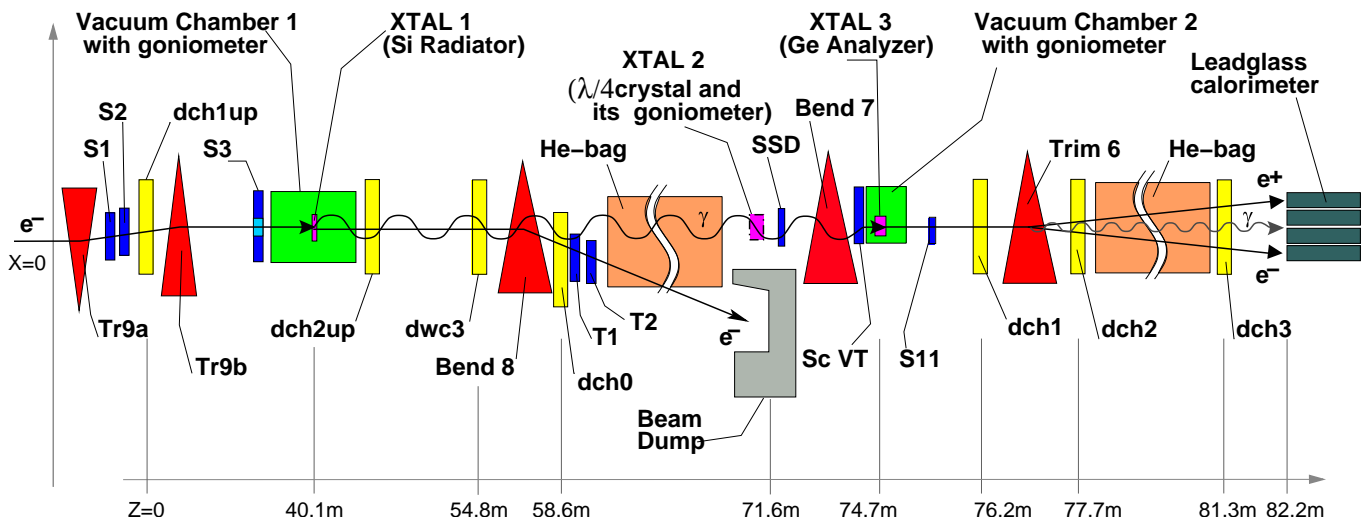 Vacuum Chamber 1
with goniometer
XTAL 1
(Si Radiator)
XTAL 2
(λ/4crystal and
its goniometer)
XTAL 3
(Ge Analyzer)
Vacuum Chamber 2
with goniometer
Leadglass
calorimeter
S1
S2
dch1up
S3
He−bag
SSD
Bend 7
Trim 6
He−bag
e−
X=0
γ
e+
γ
e−
Tr9a
Tr9b
dch2up
dwc3
Bend 8
dch0
T1
T2
e−
Beam
Dump
Sc VT
S11
dch1
dch2
dch3
Z=0
40.1m
54.8m
58.6m
71.6m
74.7m
76.2m
77.7m
81.3m
82.2m